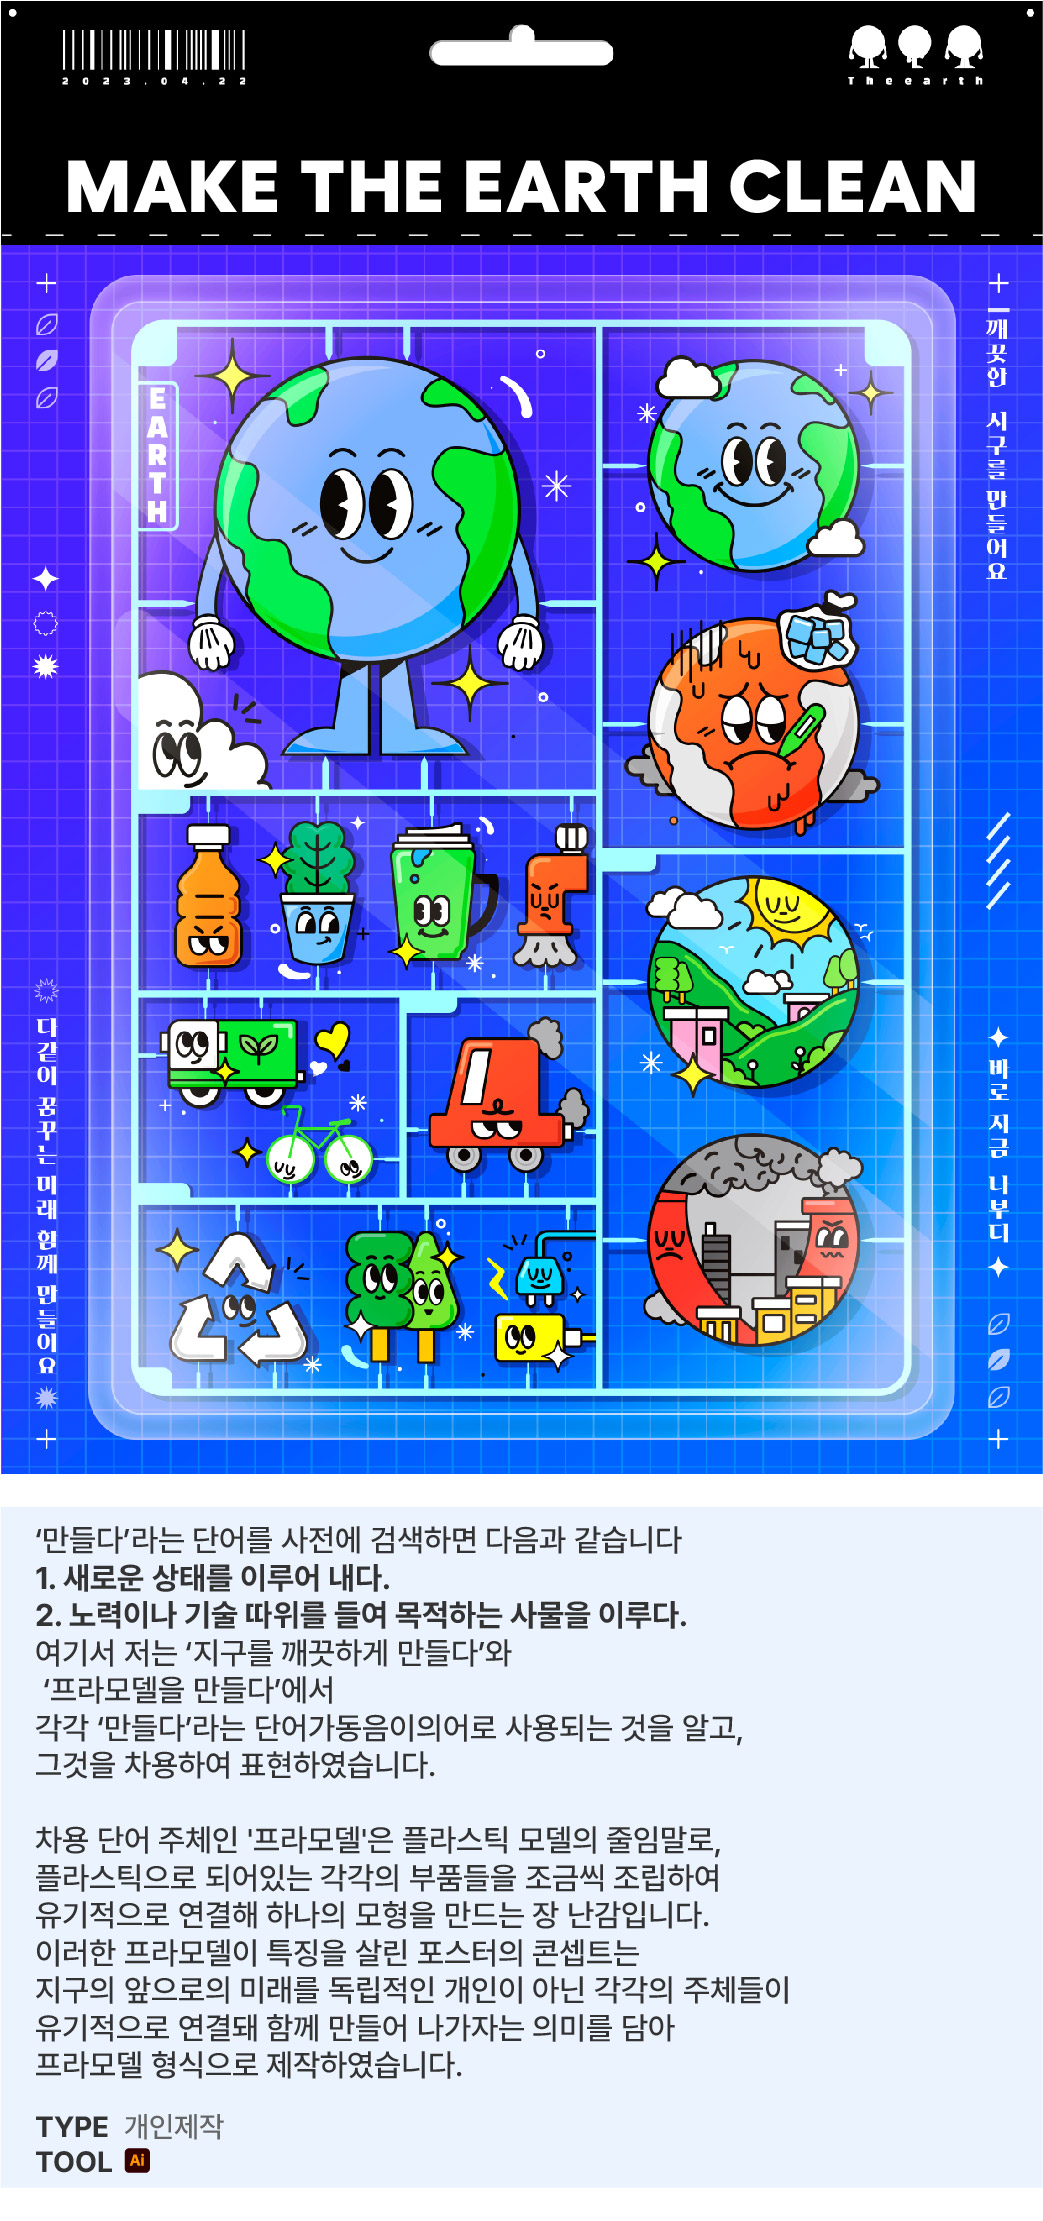 2023.04.22
Theearth
MAKE THE EARTH CLEAN
EARTH
깨끗한 지구를 만들어요
다같이 꿈꾸는 미래 함께 만들어요
바로 지금 나부터
‘만들다’라는 단어를 사전에 검색하면 다음과 같습니다
1. 새로운 상태를 이루어 내다.
2. 노력이나 기술 따위를 들여 목적하는 사물을 이루다.
여기서 저는 ‘지구를 깨끗하게 만들다’와
‘프라모델을 만들다’에서
각각 ‘만들다’라는 단어가동음이의어로 사용되는 것을 알고,
그것을 차용하여 표현하였습니다.
차용 단어 주체인 '프라모델'은 플라스틱 모델의 줄임말로,
플라스틱으로 되어있는 각각의 부품들을 조금씩 조립하여
유기적으로 연결해 하나의 모형을 만드는 장 난감입니다.
이러한 프라모델이 특징을 살린 포스터의 콘셉트는
지구의 앞으로의 미래를 독립적인 개인이 아닌 각각의 주체들이
유기적으로 연결돼 함께 만들어 나가자는 의미를 담아
프라모델 형식으로 제작하였습니다.
TYPE 개인제작
TOOL Ai